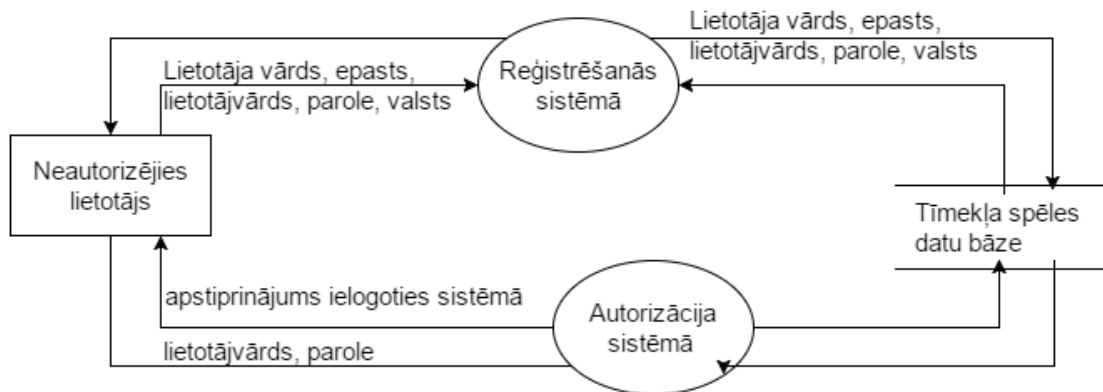 Lietotāja vārds, epasts,
lietotājvārds, parole, valsts
Reģistrēšanās
sistēmā
Lietotāja vārds, epasts,
lietotājvārds, parole, valsts
Neautorizējies
lietotājs
Tīmekļa spēles
datu bāze
apstiprinājums ielogoties sistēmā
Autorizācija
sistēmā
lietotājvārds, parole